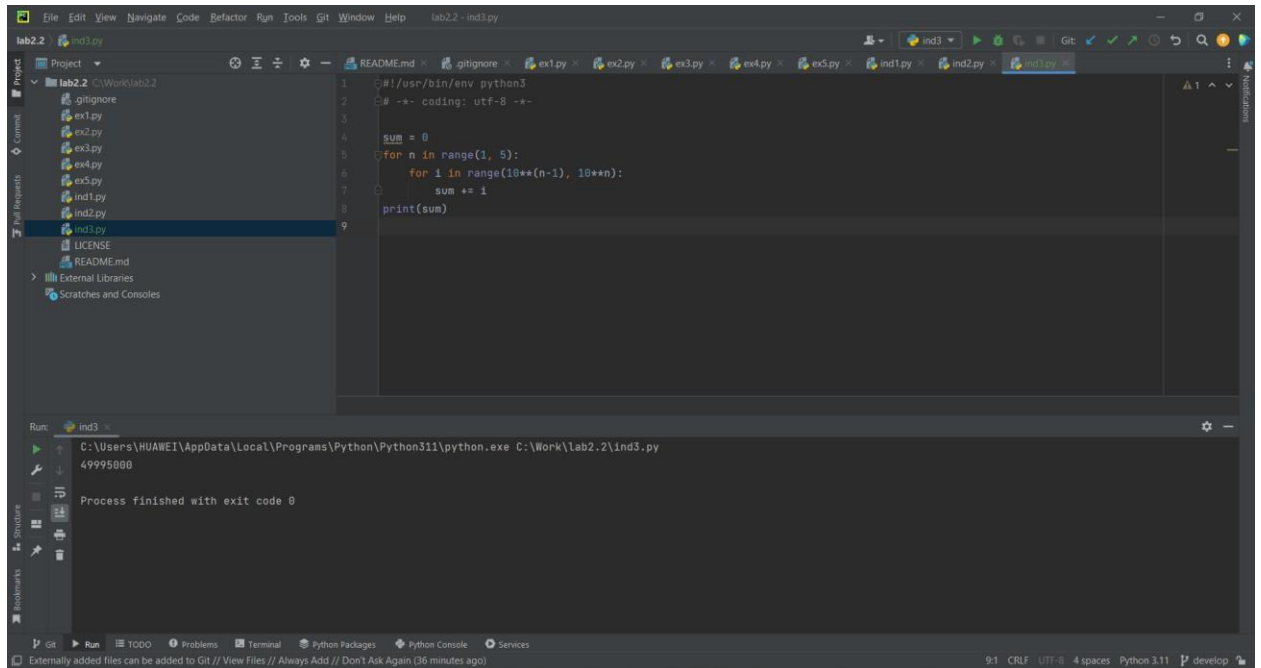 File Edit View Navigate Code Refactor Run Tools Git Window Help lab2.2 - ind3.py
lab2.2 ind3.py ind3 Git:
Project README.md .gitignore ex1.py ex2.py ex3.py ex4.py ex5.py ind1.py ind2.py ind3.py
Project
Commit
Pull Requests
Notifications
lab2.2 C:\Work\lab2.2
.gitignore
ex1.py
ex2.py
ex3.py
ex4.py
ex5.py
ind1.py
ind2.py
ind3.py
LICENSE
README.md
External Libraries
Scratches and Consoles
1 #!/usr/bin/env python3
2 # -*- coding: utf-8 -*-
3
4 sum = 0
5 for n in range(1, 5):
6 for i in range(10**(n-1), 10**n):
7 sum += i
8 print(sum)
9
1
Run: ind3
C:\Users\HUAWEI\AppData\Local\Programs\Python\Python311\python.exe C:\Work\lab2.2\ind3.py
49995000
Process finished with exit code 0
Structure
Bookmarks
Git Run TODO Problems Terminal Python Packages Python Console Services
Externally added files can be added to Git // View Files // Always Add // Don't Ask Again (36 minutes ago) 9:1 CRLF UTF-8 4 spaces Python 3.11 develop